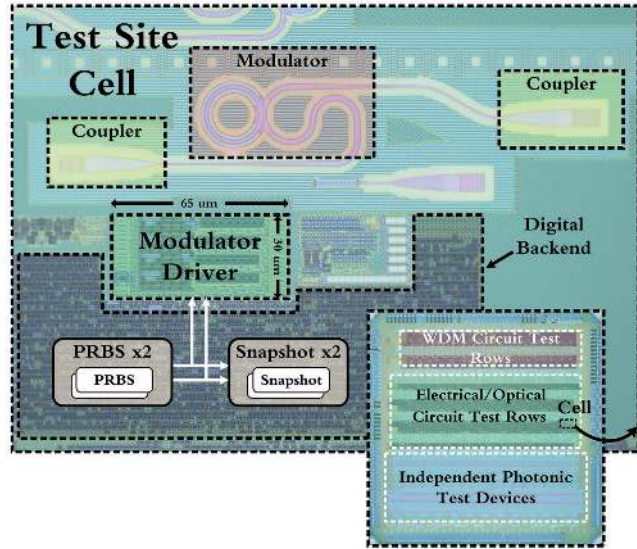 Test Site
Cell
Modulator
Coupler
Coupler
65 um
30 um
Modulator
Driver
Digital
Backend
PRBS x2
PRBS
Snapshot x2
Snapshot
WDM Circuit Test
Rows
Electrical/Optical
Circuit Test Rows
Cell
Independent Photonic
Test Devices